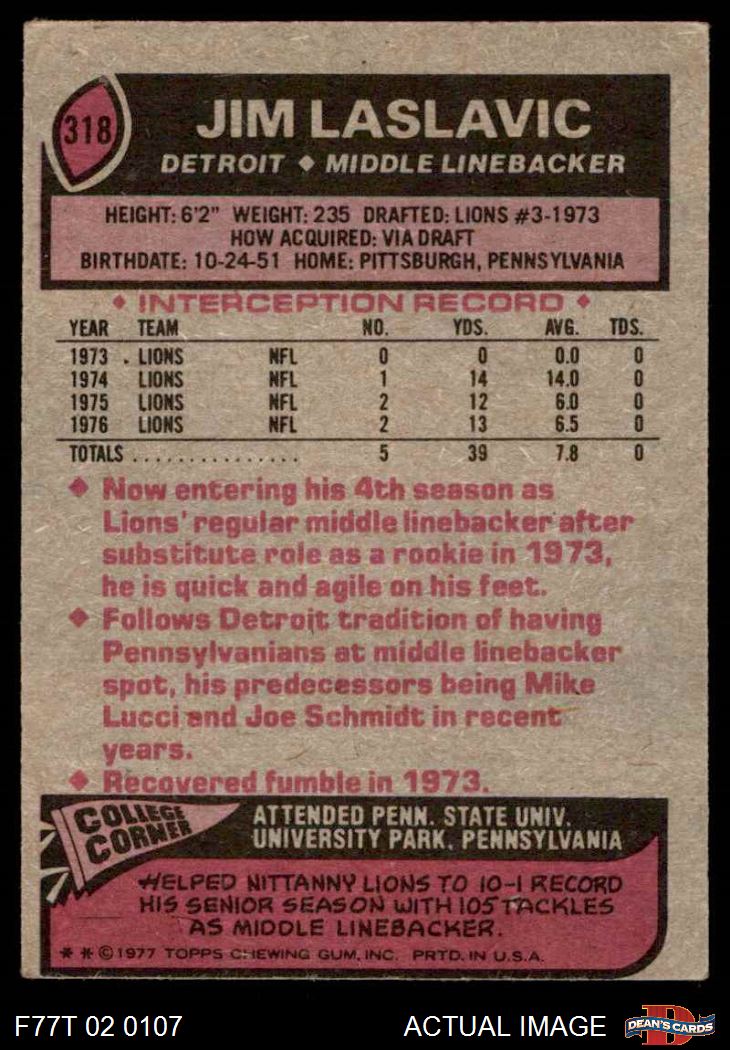 318
JIM LASLAVIC
DETROIT ◆ MIDDLE LINEBACKER
HEIGHT: 6'2" WEIGHT: 235 DRAFTED: LIONS #3-1973
HOW ACQUIRED: VIA DRAFT
BIRTHDATE: 10-24-51 HOME: PITTSBURGH, PENNSYLVANIA
◆ INTERCEPTION RECORD ◆
YEAR TEAM NO. YDS. AVG. TDS.
1973 . LIONS NFL 0 0 0.0 0
1974 LIONS NFL 1 14 14.0 0
1975 LIONS NFL 2 12 6.0 0
1976 LIONS NFL 2 13 6.5 0
TOTALS ............... 5 39 7.8 0
◆ Now entering his 4th season as
Lions' regular middle linebacker after
substitute role as a rookie in 1973,
he is quick and agile on his feet.
◆ Follows Detroit tradition of having
Pennsylvanians at middle linebacker
spot, his predecessors being Mike
Lucci and Joe Schmidt in recent
years.
◆ Recovered fumble in 1973.
COLLEGE
CORNER
ATTENDED PENN. STATE UNIV.
UNIVERSITY PARK, PENNSYLVANIA
HELPED NITTANNY LIONS TO 10-1 RECORD
HIS SENIOR SEASON WITH 105 TACKLES
AS MIDDLE LINEBACKER.
* * © 1977 TOPPS CHEWING GUM, INC. PRTD. IN U.S.A.
F77T 02 0107
ACTUAL IMAGE
D
DEAN'S CARDS